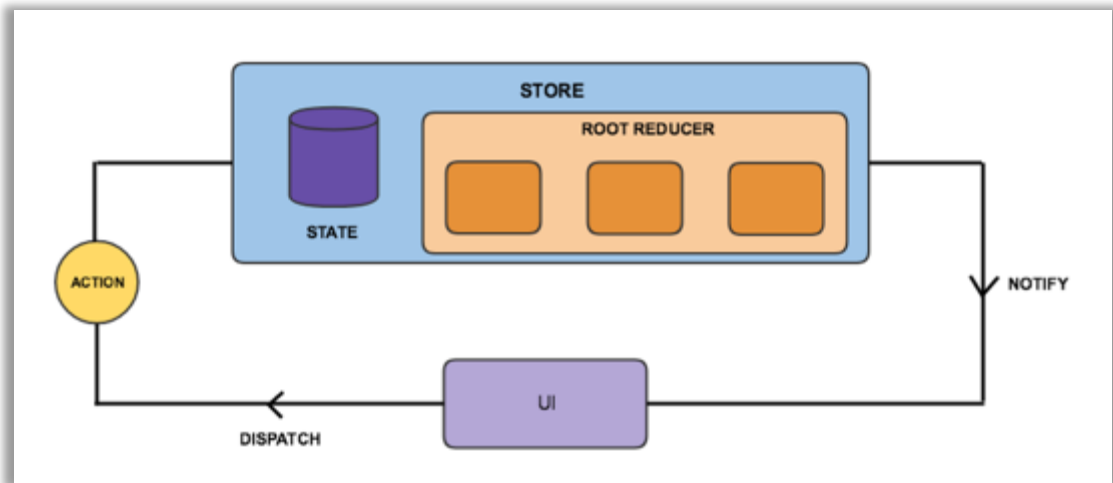 STORE
ROOT REDUCER
STATE
ACTION
NOTIFY
UI
DISPATCH